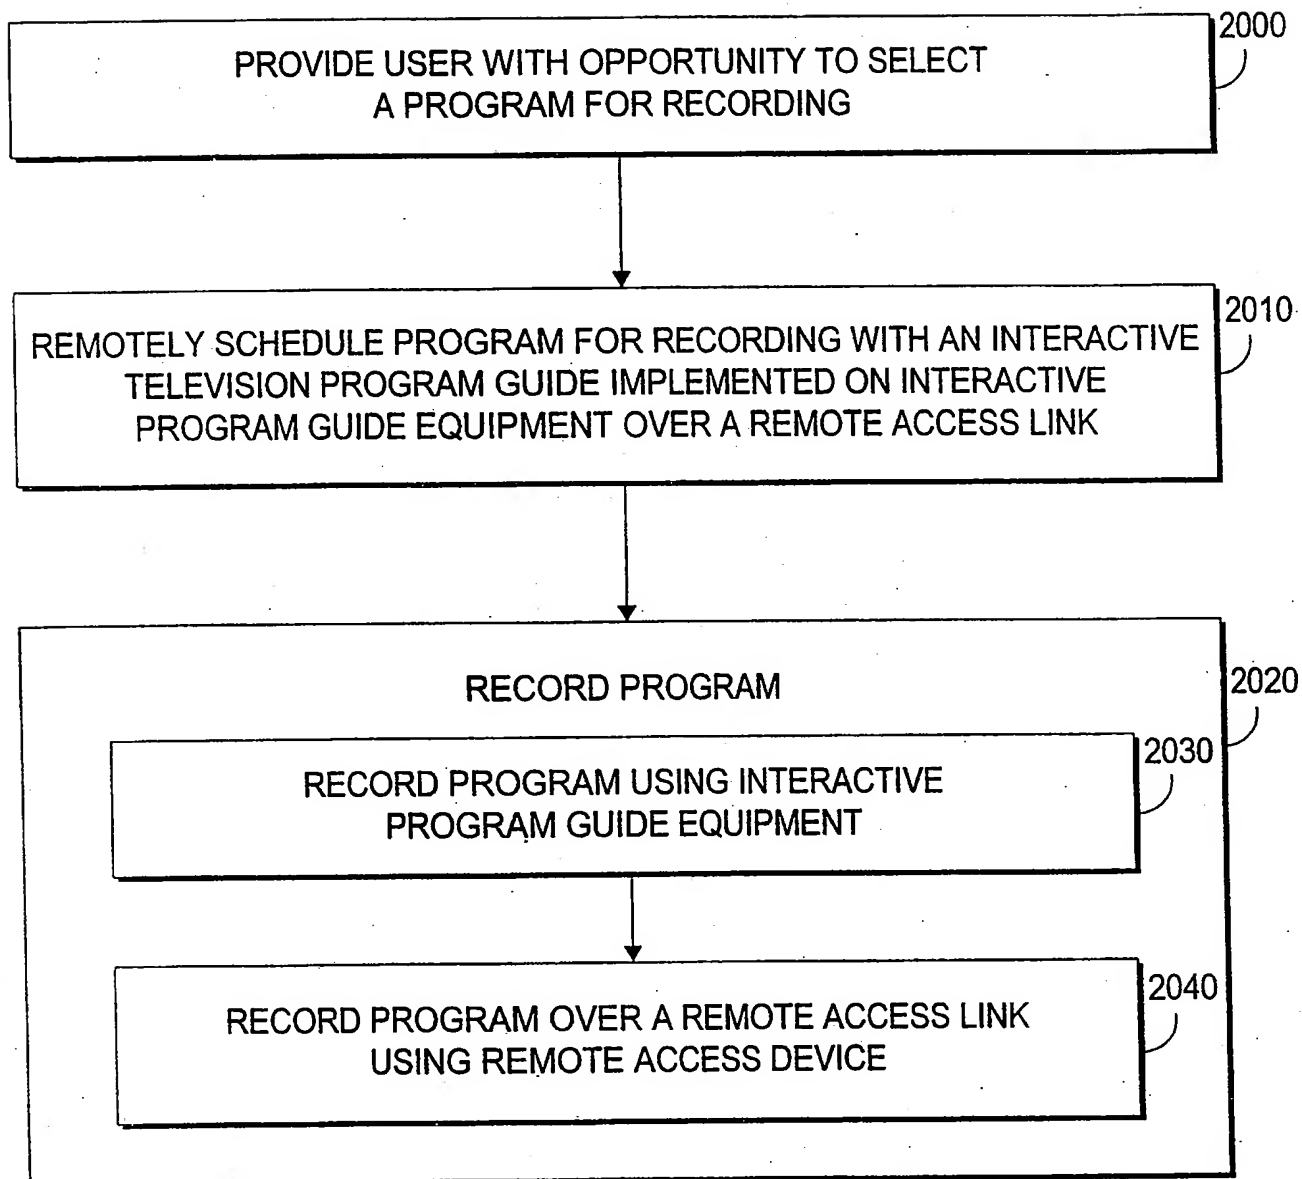 2000
PROVIDE USER WITH OPPORTUNITY TO SELECT
A PROGRAM FOR RECORDING
2010
REMOTELY SCHEDULE PROGRAM FOR RECORDING WITH AN INTERACTIVE
TELEVISION PROGRAM GUIDE IMPLEMENTED ON INTERACTIVE
PROGRAM GUIDE EQUIPMENT OVER A REMOTE ACCESS LINK
2020
RECORD PROGRAM
2030
RECORD PROGRAM USING INTERACTIVE
PROGRAM GUIDE EQUIPMENT
2040
RECORD PROGRAM OVER A REMOTE ACCESS LINK
USING REMOTE ACCESS DEVICE